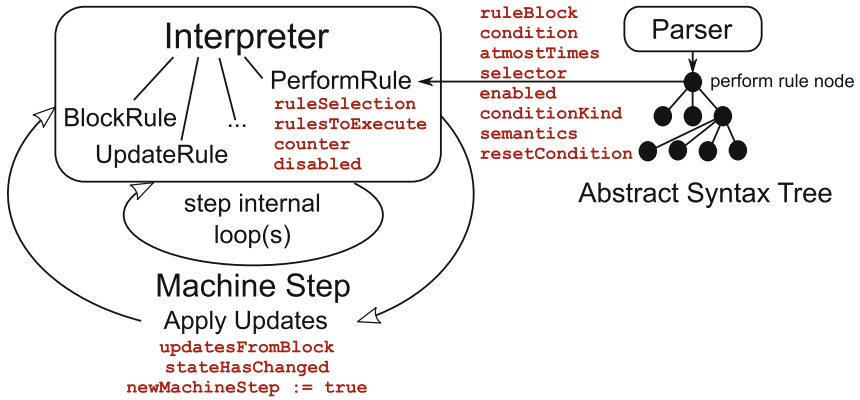 Interpreter
PerformRule
ruleSelection
rulesToExecute
counter
disabled
BlockRule
UpdateRule
...
step internal
loop(s)
Machine Step
Apply Updates
updatesFromBlock
stateHasChanged
newMachineStep := true
ruleBlock
condition
atmostTimes
selector
enabled
conditionKind
semantics
resetCondition
Parser
perform rule node
Abstract Syntax Tree